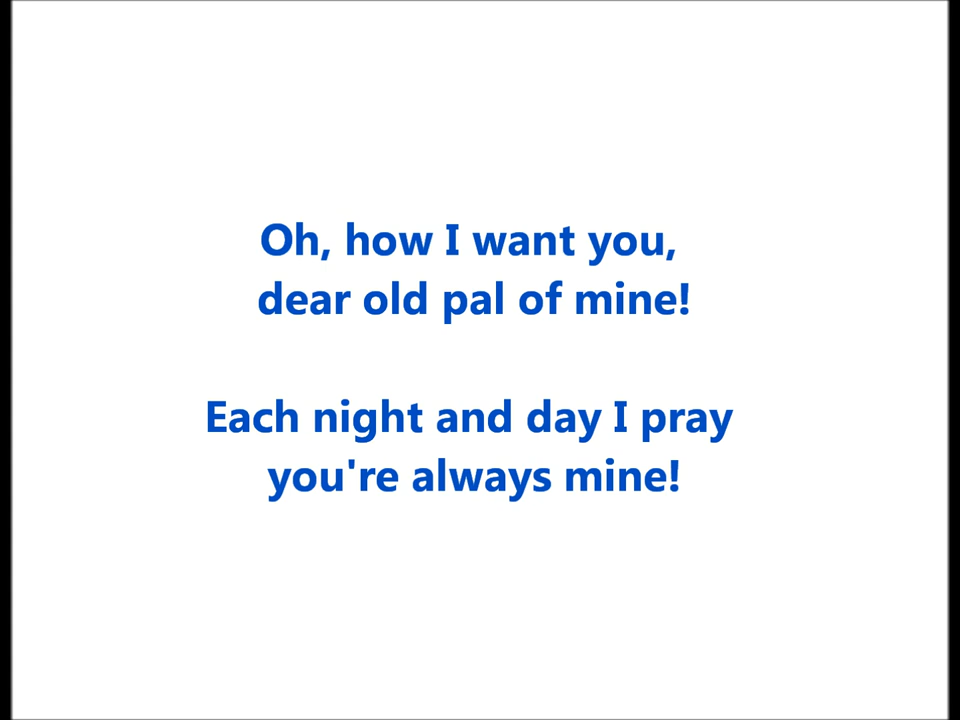 Oh, how I want you,
dear old pal of mine!
Each night and day I pray
you're always mine!